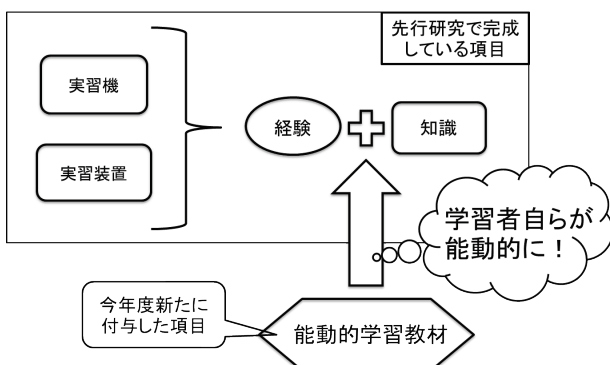 先行研究で完成
している項目
実習機
実習装置
経験
知識
学習者自らが
能動的に！
今年度新たに
付与した項目
能動的学習教材